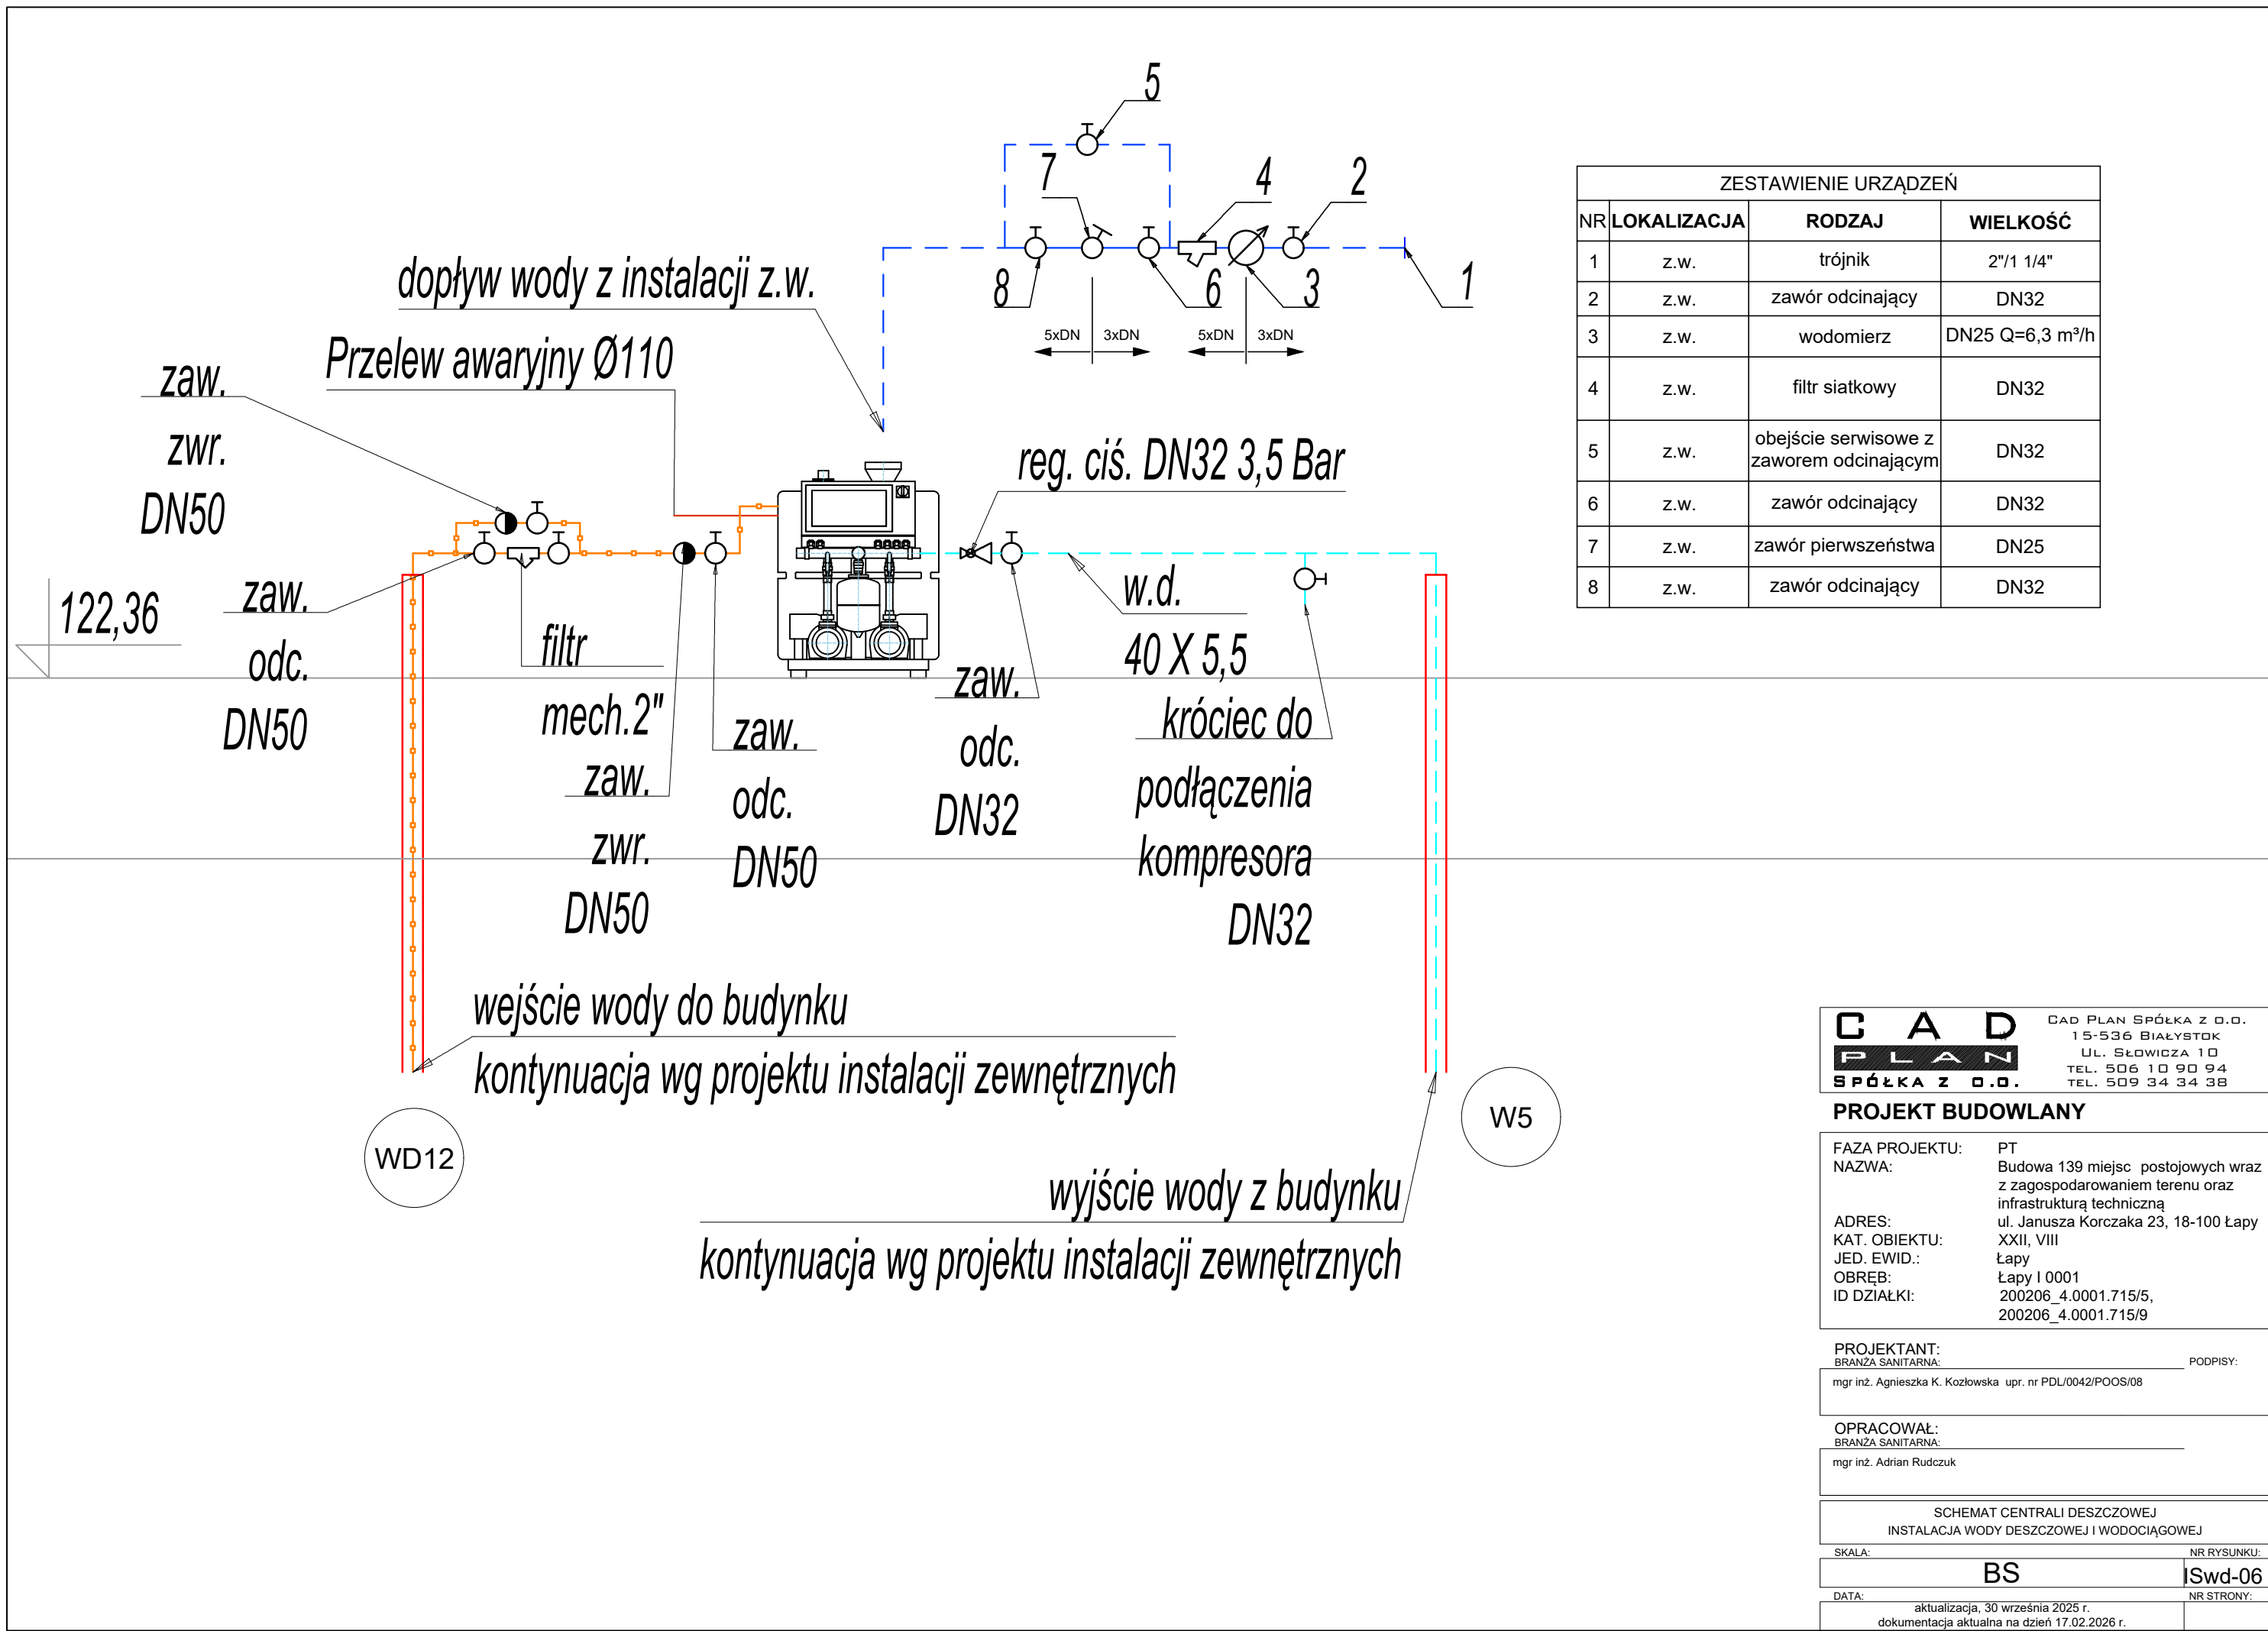 5
7
4
2
8
6
3
1
5xDN
3xDN
5xDN
3xDN
dopływ wody z instalacji z.w.
Przelew awaryjny Ø110
zaw.
zwr.
DN50
reg. ciś. DN32 3,5 Bar
122,36
zaw.
odc.
DN50
filtr
mech.2"
zaw.
zwr.
DN50
zaw.
odc.
DN50
zaw.
odc.
DN32
w.d.
40 X 5,5
króciec do
podłączenia
kompresora
DN32
wejście wody do budynku
kontynuacja wg projektu instalacji zewnętrznych
WD12
W5
wyjście wody z budynku
kontynuacja wg projektu instalacji zewnętrznych
ZESTAWIENIE URZĄDZEŃ
NR LOKALIZACJA RODZAJ WIELKOŚĆ
1 z.w. trójnik 2"/1 1/4"
2 z.w. zawór odcinający DN32
3 z.w. wodomierz DN25 Q=6,3 m³/h
4 z.w. filtr siatkowy DN32
5 z.w. obejście serwisowe z
zaworem odcinającym DN32
6 z.w. zawór odcinający DN32
7 z.w. zawór pierwszeństwa DN25
8 z.w. zawór odcinający DN32
CAD
PLAN
SPÓŁKA Z O.O.
CAD PLAN SPÓŁKA Z O.O.
15-536 BIAŁYSTOK
UL. SŁOWICZA 10
TEL. 506 10 90 94
TEL. 509 34 34 38
PROJEKT BUDOWLANY
FAZA PROJEKTU: PT
NAZWA: Budowa 139 miejsc postojowych wraz
z zagospodarowaniem terenu oraz
infrastrukturą techniczną
ADRES: ul. Janusza Korczaka 23, 18-100 Łapy
KAT. OBIEKTU: XXII, VIII
JED. EWID.: Łapy
OBRĘB: Łapy I 0001
ID DZIAŁKI: 200206_4.0001.715/5,
200206_4.0001.715/9
PROJEKTANT:
BRANŻA SANITARNA: PODPISY:
mgr inż. Agnieszka K. Kozłowska upr. nr PDL/0042/POOS/08
OPRACOWAŁ:
BRANŻA SANITARNA:
mgr inż. Adrian Rudczuk
SCHEMAT CENTRALI DESZCZOWEJ
INSTALACJA WODY DESZCZOWEJ I WODOCIĄGOWEJ
SKALA: NR RYSUNKU:
BS ISwd-06
DATA: NR STRONY:
aktualizacja, 30 września 2025 r.
dokumentacja aktualna na dzień 17.02.2026 r.